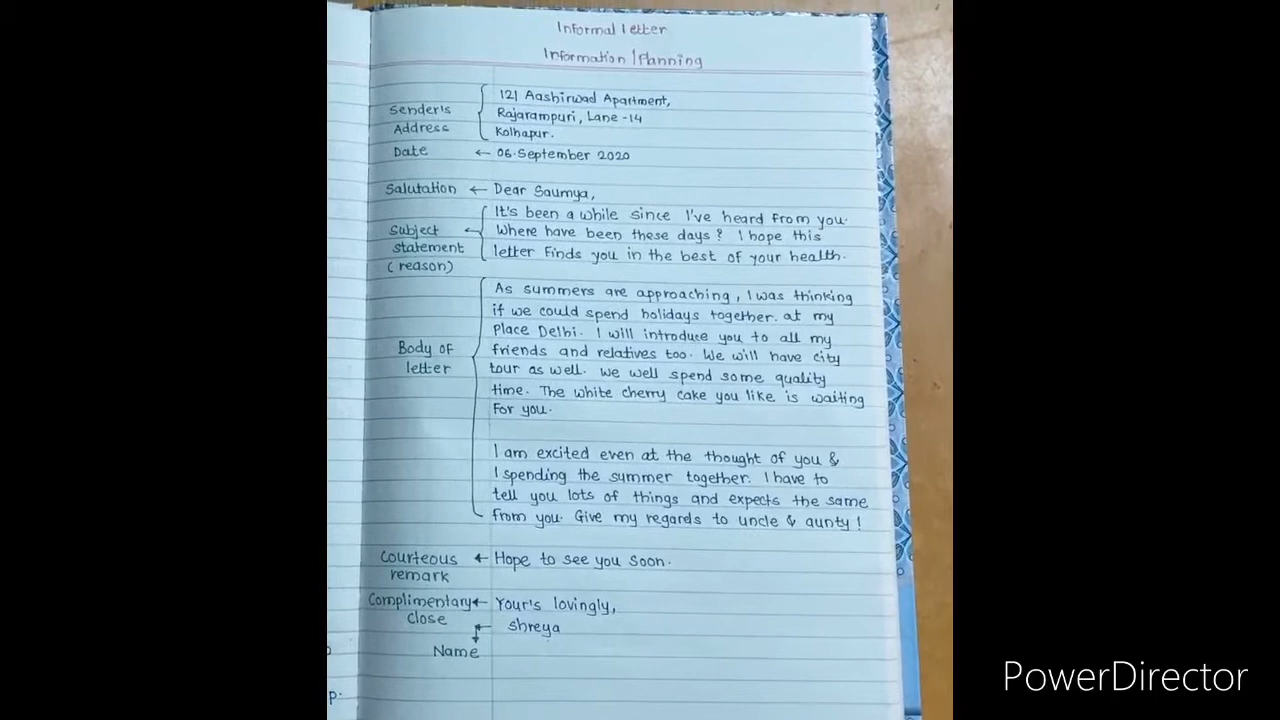 Informal letter
Information/Planning
121 Aashirwad Apartment,
Sender's
Rajarampuri, Lane -14
Address
Kolhapur.
Date ← 06.September 2020
Salutation ← Dear Saumya,
It's been a while since I've heard from you.
Subject ← Where have been these days? I hope this
statement letter finds you in the best of your health.
(reason)
As summers are approaching, I was thinking
if we could spend holidays together. at my
Place Delhi. I will introduce you to all my
Body of friends and relatives too. We will have city
letter tour as well. We well spend some quality
time. The white cherry cake you like is waiting
for you.
I am excited even at the thought of you &
I spending the summer together. I have to
tell you lots of things and expects the same
from you. Give my regards to uncle & aunty!
Courteous ← Hope to see you soon.
remark
Complimentary ← Your's lovingly,
close
shreya
Name
p.
PowerDirector